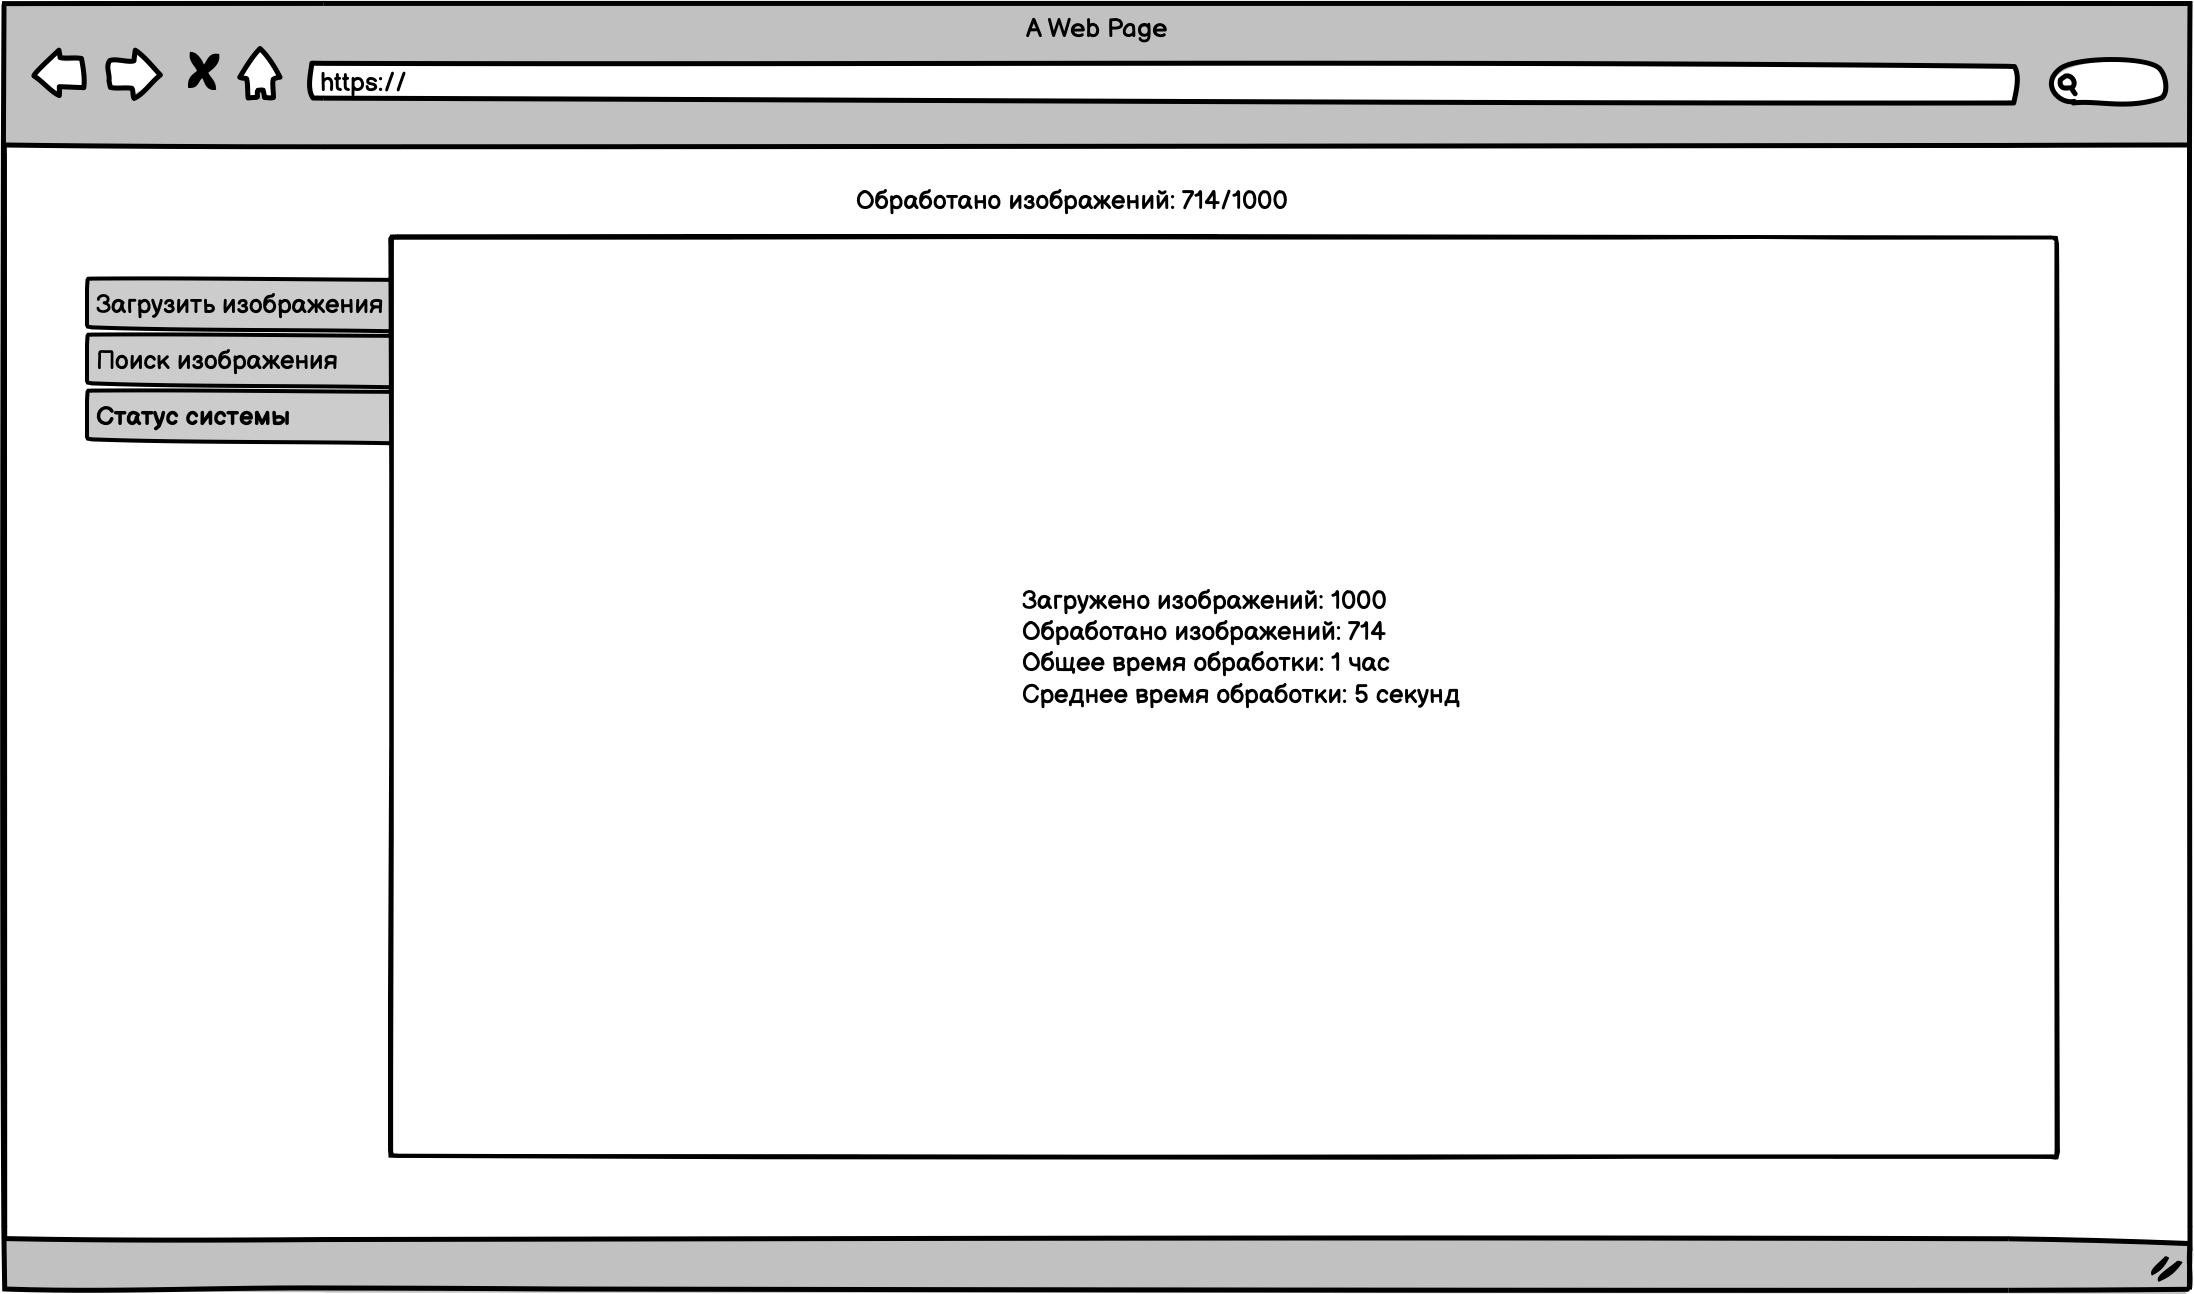 A Web Page
https://
Обработано изображений: 714/1000
Загрузить изображения
Поиск изображения
Статус системы
Загружено изображений: 1000
Обработано изображений: 714
Общее время обработки: 1 час
Среднее время обработки: 5 секунд